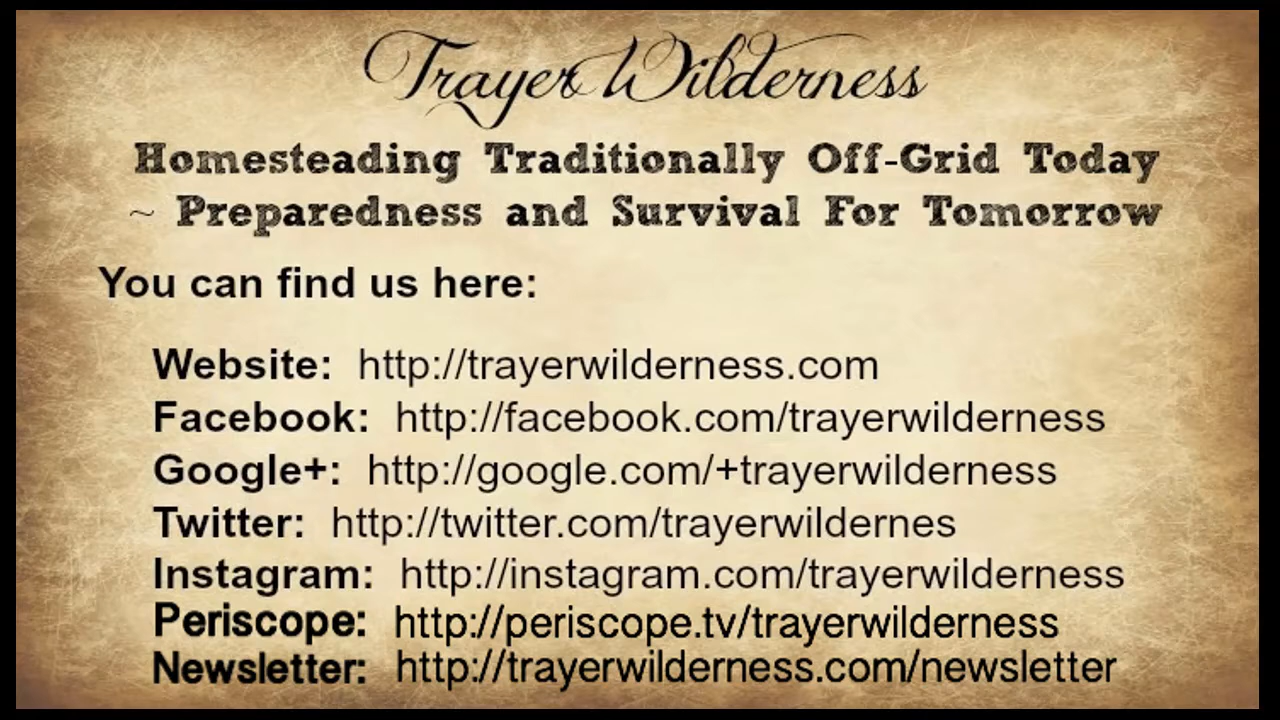 Trayer Wilderness
Homesteading Traditionally Off-Grid Today
~ Preparedness and Survival For Tomorrow
You can find us here:
Website: http://trayerwilderness.com
Facebook: http://facebook.com/trayerwilderness
Google+: http://google.com/+trayerwilderness
Twitter: http://twitter.com/trayerwildernes
Instagram: http://instagram.com/trayerwilderness
Periscope: http://periscope.tv/trayerwilderness
Newsletter: http://trayerwilderness.com/newsletter